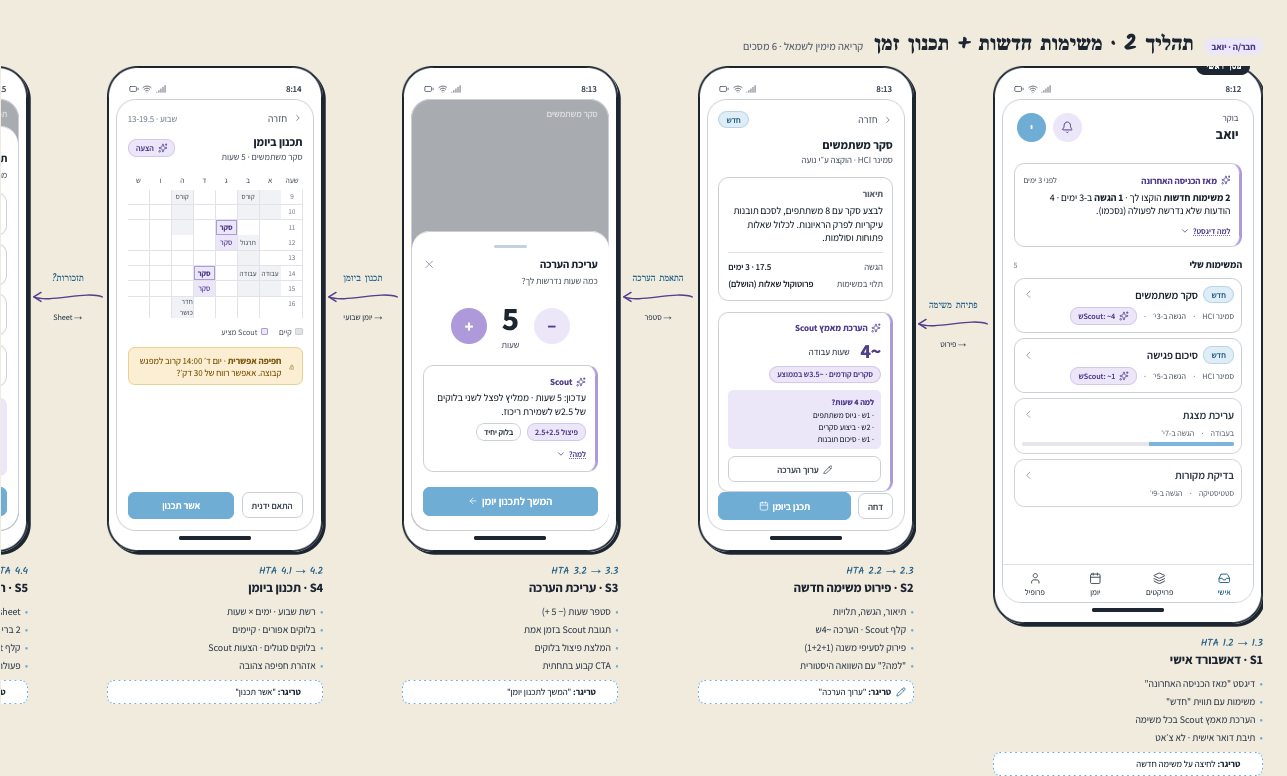 חבר/ה · יואב
תהליך 2 · משימות חדשות + תכנון זמן
קריאה מימין לשמאל · 6 מסכים
8:12
בוקר
יואב
מאז הכניסה האחרונה
לפני 3 ימים
2 משימות חדשות הוקצו לך · 1 הגשה ב-3 ימים · 4
הודעות שלא נדרשת לפעולה (נסכמו).
למה דיגסט?
המשימות שלי
5
חדש
סקר משתמשים
סמינר HCI · הגשה ב-ג׳ ·
Scout: ~4ש
חדש
סיכום פגישה
סמינר HCI · הגשה ב-ה׳ ·
Scout: ~1ש
עריכת מצגת
בעבודה · הגשה ב-ד׳
בדיקת מקורות
סטטיסטיקה · הגשה ב-ו׳
אישי
פרויקטים
יומן
פרופיל
HTA 1.2 → 1.3
S1 · דאשבורד אישי
• דיגסט "מאז הכניסה האחרונה"
• משימות עם תווית "חדש"
• הערכת מאמץ Scout בכל משימה
• תיבת דואר אישית · לא צ׳אט
טריגר: לחיצה על משימה חדשה
פתיחת משימה
→ פירוט
8:13
חזרה
חדש
סקר משתמשים
סמינר HCI · הוקצה ע״י נועה
תיאור
לבצע סקר עם 8 משתתפים, לסכם תובנות
עיקריות לפרק הראיונות. לכלול שאלות
פתוחות וסולמות.
הגשה
17.5 · 3 ימים
תלוי במשימות
פרוטוקול שאלות (הושלם)
הערכת מאמץ Scout
~4
שעות עבודה
סקרים קודמים · ~3.5ש בממוצע
למה 4 שעות?
· 1ש · גיוס משתתפים
· 2ש · ביצוע סקרים
· 1ש · סיכום תובנות
ערוך הערכה
דחה
תכנן ביומן
HTA 2.2 → 2.3
S2 · פירוט משימה חדשה
• תיאור, הגשה, תלויות
• קלף Scout · הערכה ~4ש
• פירוק לסעיפי משנה (1+2+1)
• "למה?" עם השוואה היסטורית
טריגר: "ערוך הערכה"
התאמת הערכה
→ סטפר
8:13
סקר משתמשים
עריכת הערכה
כמה שעות נדרשות לך?
−
5
+
שעות
Scout
עדכון: 5 שעות · ממליץ לפצל לשני בלוקים
של 2.5ש לשמירת ריכוז.
פיצול 2.5+2.5
בלוק יחיד
למה?
המשך לתכנון יומן
HTA 3.2 → 3.3
S3 · עריכת הערכה
• סטפר שעות (− 5 +)
• תגובת Scout בזמן אמת
• המלצת פיצול בלוקים
• CTA קבוע בתחתית
טריגר: "המשך לתכנון יומן"
תכנון ביומן
→ יומן שבועי
8:14
חזרה
שבוע · 13-19.5
תכנון ביומן
סקר משתמשים · 5 שעות
הצעה
שעה א ב ג ד ה ו ש
9 קורס קורס
10
11 סקר
12 תרגול סקר
13
14 עבודה עבודה סקר
15 סקר
16 חדר
כושר
קיים
Scout מציע
חפיפה אפשרית · יום ד׳ 14:00 קרוב למפגש
קבוצה. אאפשר רווח של 30 דק׳?
התאם ידנית
אשר תכנון
HTA 4.1 → 4.2
S4 · תכנון ביומן
• רשת שבוע · ימים × שעות
• בלוקים אפורים · קיימים
• בלוקים סגולים · הצעות Scout
• אזהרת חפיפה צהובה
טריגר: "אשר תכנון"
תזכורות?
→ Sheet